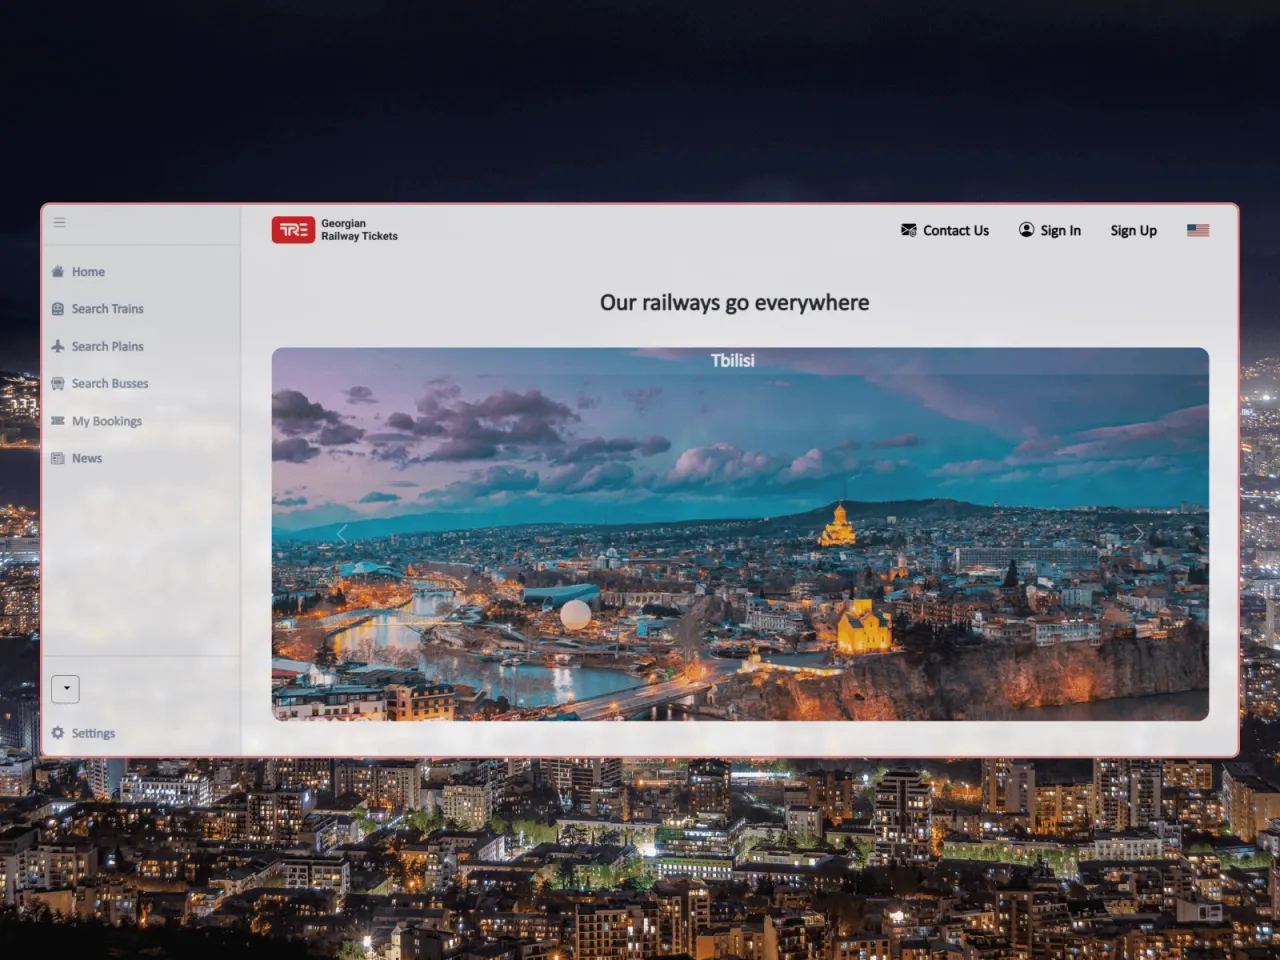 TRE
Georgian
Railway Tickets
Contact Us
Sign In
Sign Up
Home
Search Trains
Search Plains
Search Busses
My Bookings
News
Settings
Our railways go everywhere
Tbilisi